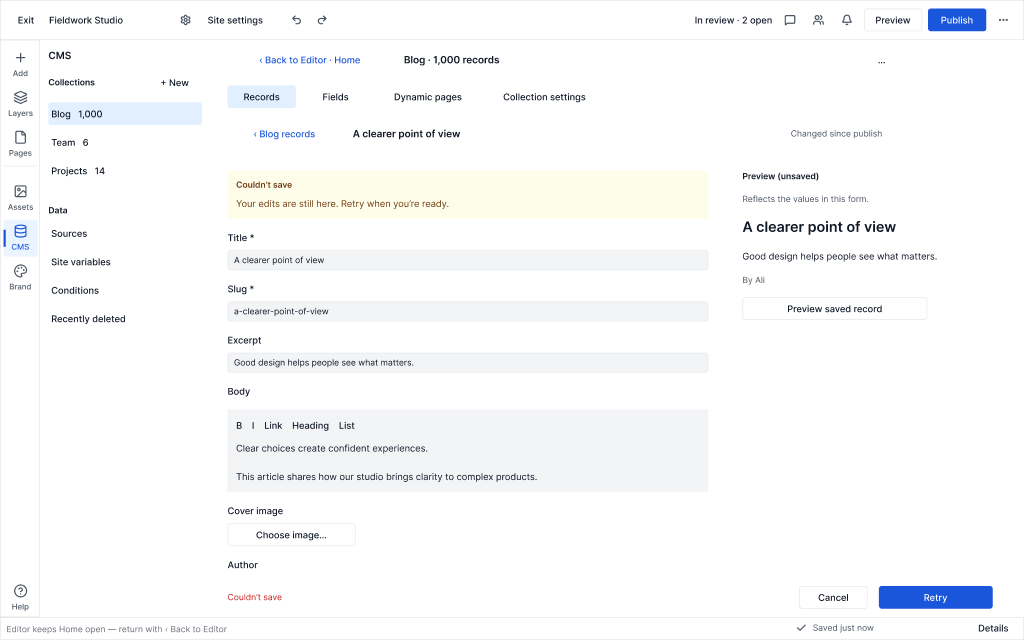 Exit Fieldwork Studio Site settings In review · 2 open Preview Publish ...
Add
Layers
Pages
Assets
CMS
Brand
Help
CMS
Collections + New
Blog 1,000
Team 6
Projects 14
Data
Sources
Site variables
Conditions
Recently deleted
‹ Back to Editor · Home Blog · 1,000 records ...
Records Fields Dynamic pages Collection settings
‹ Blog records A clearer point of view Changed since publish
Couldn't save
Your edits are still here. Retry when you're ready.
Title *
A clearer point of view
Slug *
a-clearer-point-of-view
Excerpt
Good design helps people see what matters.
Body
B I Link Heading List
Clear choices create confident experiences.
This article shares how our studio brings clarity to complex products.
Cover image
Choose image...
Author
Couldn't save
Preview (unsaved)
Reflects the values in this form.
A clearer point of view
Good design helps people see what matters.
By Ali
Preview saved record
Cancel Retry
Editor keeps Home open — return with ‹ Back to Editor Saved just now Details